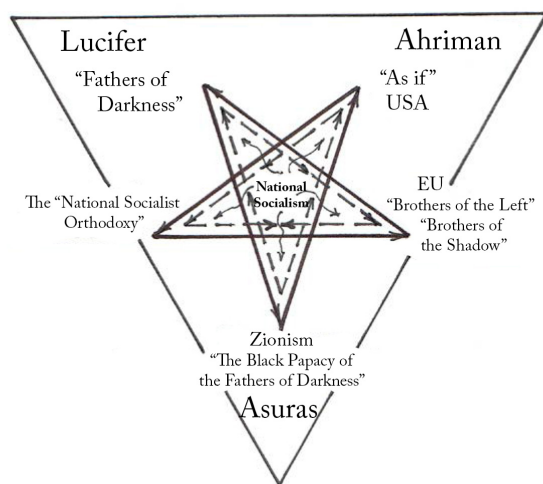 Lucifer
Ahriman
“Fathers of
Darkness”
“As if”
USA
National
Socialism
The “National Socialist
Orthodoxy”
EU
“Brothers of the Left”
“Brothers of
the Shadow”
Zionism
“The Black Papacy of
the Fathers of Darkness”
Asuras